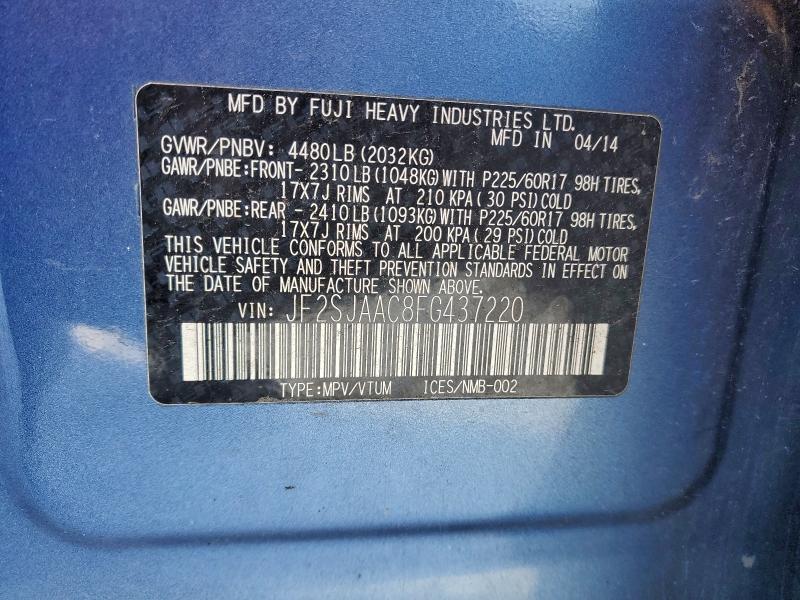 MFD BY FUJI HEAVY INDUSTRIES LTD.
MFD IN 04/14
GVWR/PNBV: 4480LB(2032KG)
GAWR/PNBE:FRONT- 2310LB(1048KG)WITH P225/60R17 98H TIRES,
17X7J RIMS AT 210 KPA( 30 PSI)COLD
GAWR/PNBE:REAR - 2410LB(1093KG)WITH P225/60R17 98H TIRES,
17X7J RIMS AT 200 KPA( 29 PSI)COLD
THIS VEHICLE CONFORMS TO ALL APPLICABLE FEDERAL MOTOR
VEHICLE SAFETY AND THEFT PREVENTION STANDARDS IN EFFECT ON
THE DATE OF MANUFACTURE SHOWN ABOVE.
VIN: JF2SJAAC8FG437220
TYPE:MPV/VTUM ICES/NMB-002